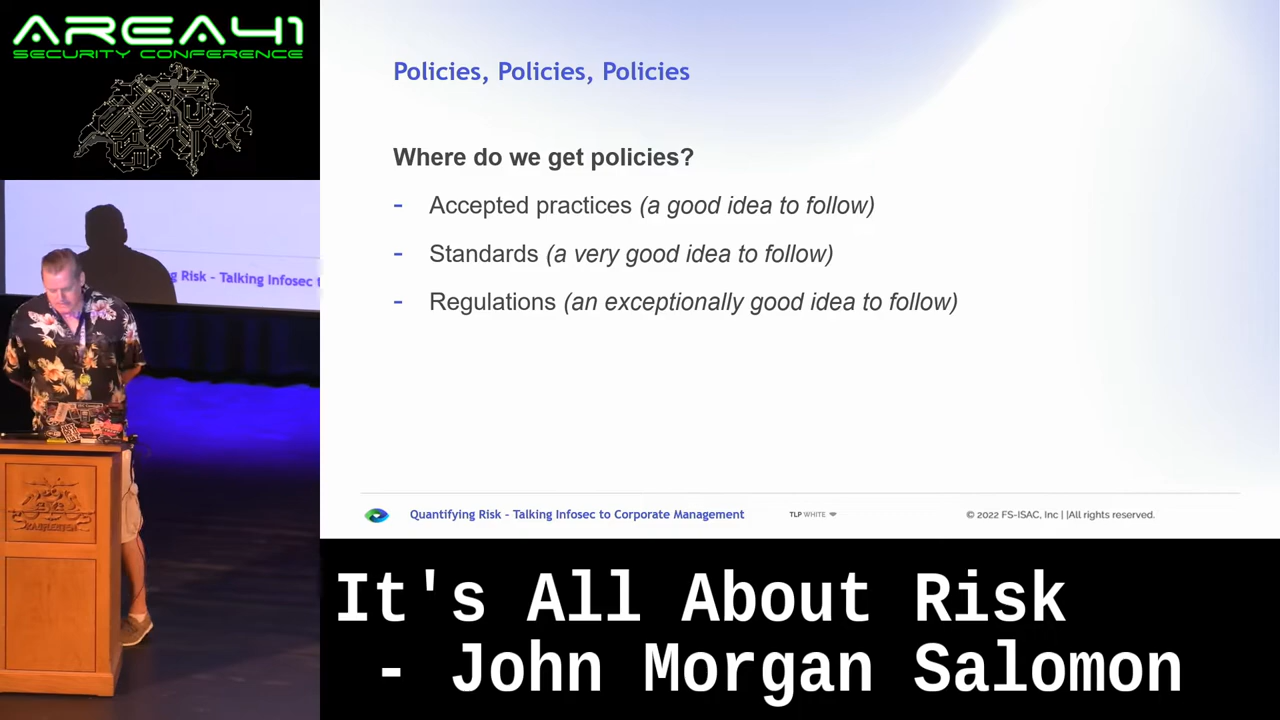 AREA41
SECURITY CONFERENCE
Policies, Policies, Policies
Where do we get policies?
- Accepted practices (a good idea to follow)
- Standards (a very good idea to follow)
- Regulations (an exceptionally good idea to follow)
g Risk - Talking Infosec t
Quantifying Risk - Talking Infosec to Corporate Management
TLP WHITE
© 2022 FS-ISAC, Inc | |All rights reserved.
It's All About Risk
- John Morgan Salomon